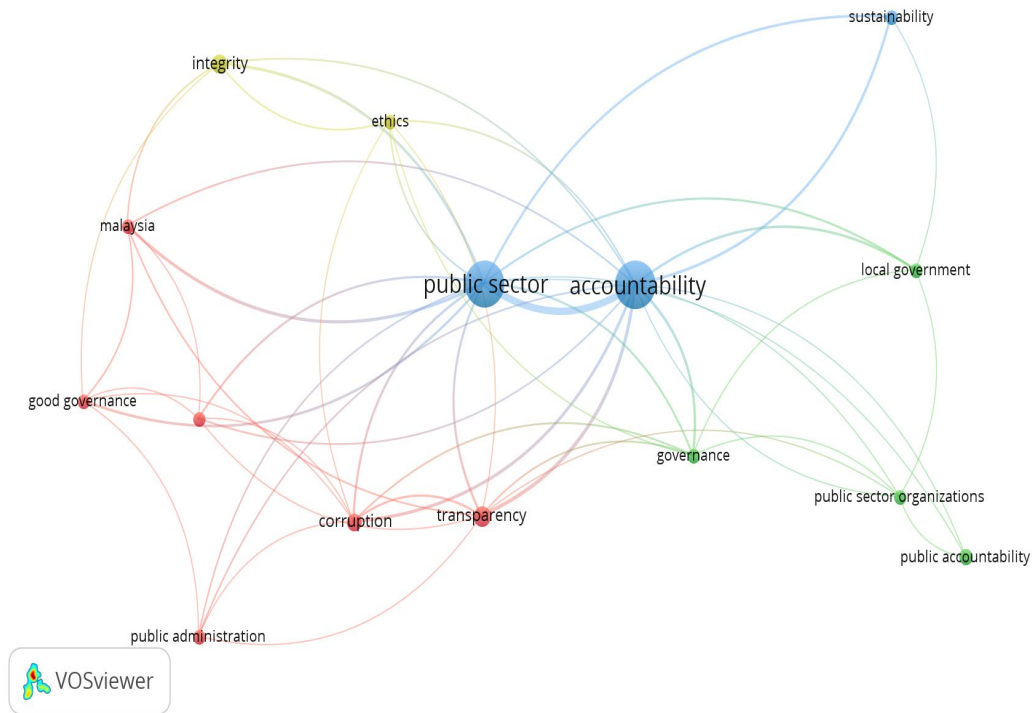 sustainability
integrity
ethics
malaysia
local government
public sector
accountability
good governance
governance
public sector organizations
corruption
transparency
public accountability
public administration
VOSviewer